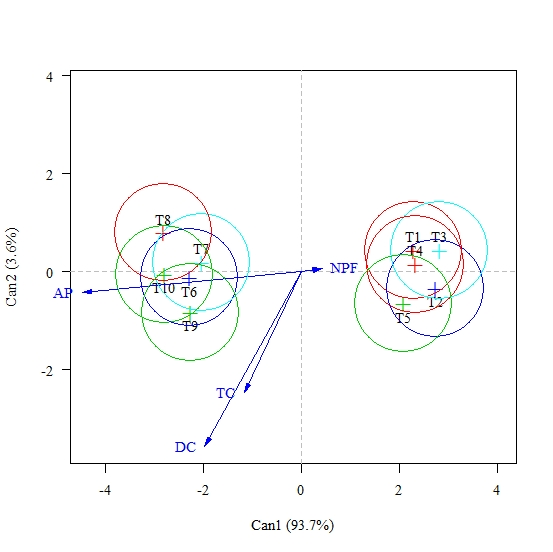 4
2
0
-2
Can2 (3.6%)
T8
T7
T10
T6
T9
T1
T3
T4
T2
T5
AP
NPF
TC
DC
-4
-2
0
2
4
Can1 (93.7%)